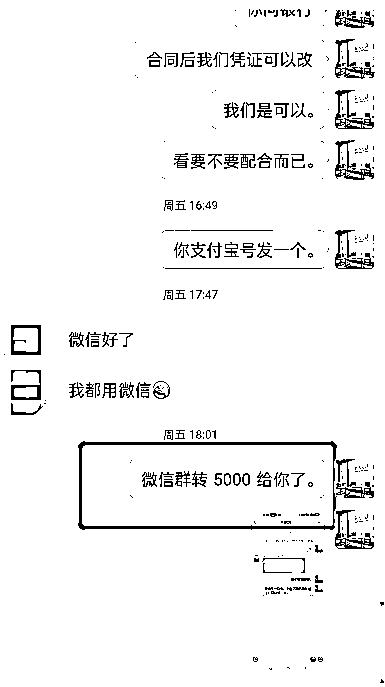 合同后我们凭证可以改
我们是可以。
看要不要配合而已。
周五 16:49
你支付宝号发一个。
周五 17:47
微信好了
我都用微信
周五 18:01
微信群转 5000 给你了。